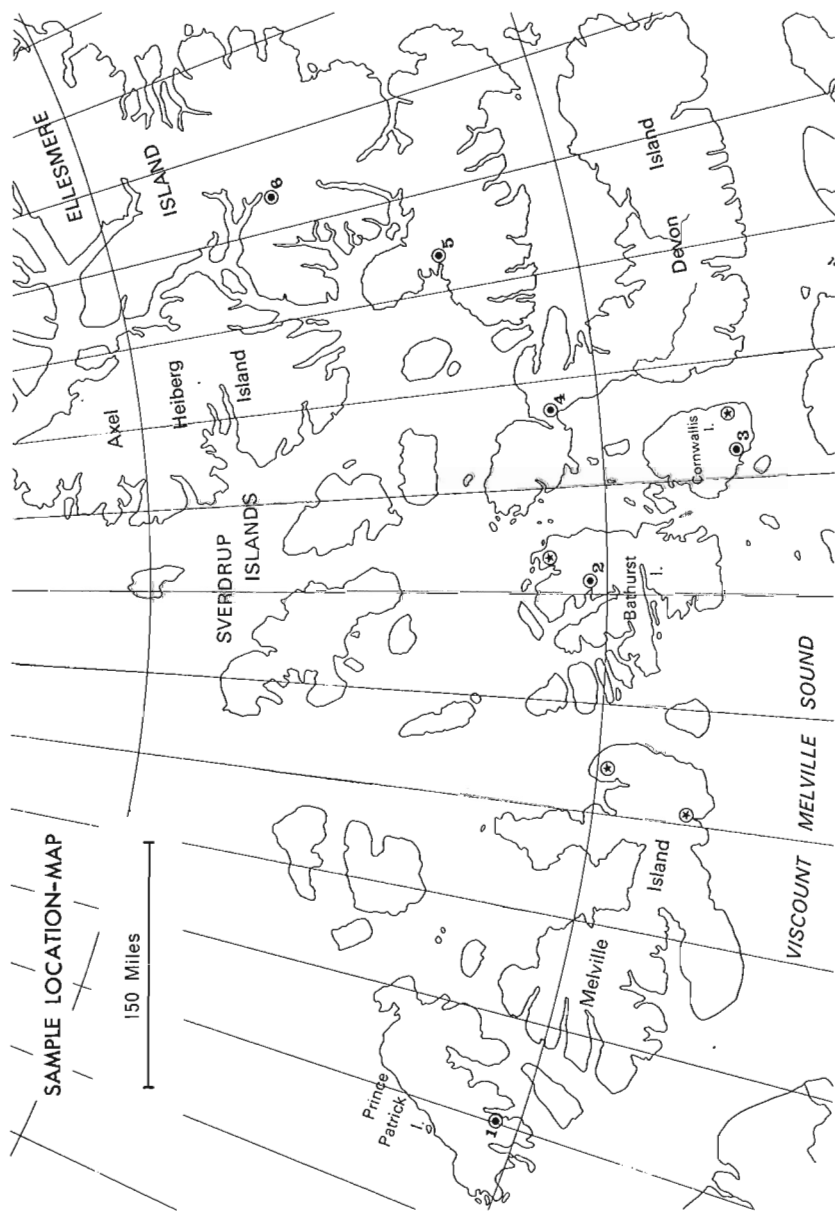 SAMPLE LOCATION-MAP
150 Miles
ELLESMERE
ISLAND
Axel
Heiberg
Island
SVERDRUP
ISLANDS
Prince
Patrick
I.
Melville
Island
Bathurst
I.
Cornwallis
I.
Devon
Island
VISCOUNT MELVILLE SOUND
1
2
3
4
5
6